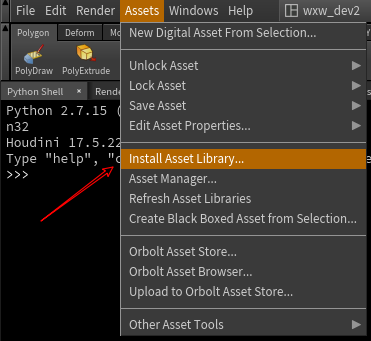 File Edit Render Assets Windows Help wxw_dev2
Polygon Deform
New Digital Asset From Selection...
PolyDraw PolyExtrude
Unlock Asset
Lock Asset
Save Asset
Edit Asset Properties...
Python Shell
Python 2.7.15 (
n32
Houdini 17.5.22
Type "help", "c
>>>
Install Asset Library...
Asset Manager...
Refresh Asset Libraries
Create Black Boxed Asset from Selection...
Orbolt Asset Store...
Orbolt Asset Browser...
Upload to Orbolt Asset Store...
Other Asset Tools